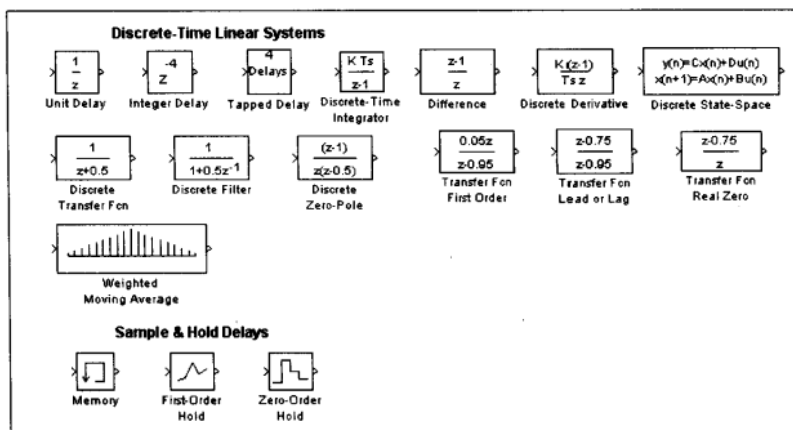 Discrete-Time Linear Systems
1
z
Unit Delay
-4
Z
Integer Delay
4
Delays
Tapped Delay
K Ts
z-1
Discrete-Time
Integrator
z-1
z
Difference
K (z-1)
Ts z
Discrete Derivative
y(n)=Cx(n)+Du(n)
x(n+1)=Ax(n)+Bu(n)
Discrete State-Space
1
z+0.5
Discrete
Transfer Fcn
1
1+0.5z-1
Discrete Filter
(z-1)
z(z-0.5)
Discrete
Zero-Pole
0.05z
z-0.95
Transfer Fcn
First Order
z-0.75
z-0.95
Transfer Fcn
Lead or Lag
z-0.75
z
Transfer Fcn
Real Zero
Weighted
Moving Average
Sample & Hold Delays
Memory
First-Order
Hold
Zero-Order
Hold